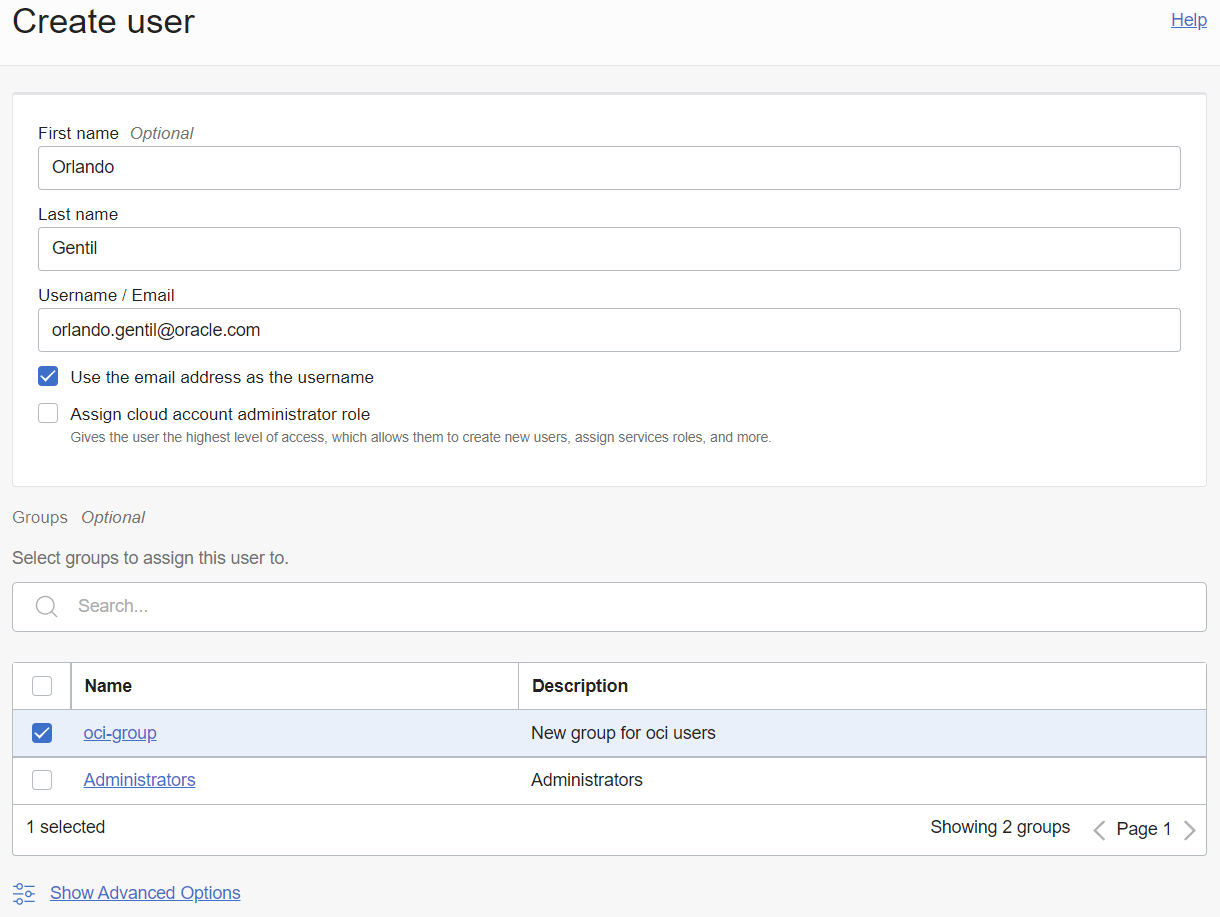 Create user
Help
First name Optional
Orlando
Last name
Gentil
Username / Email
orlando.gentil@oracle.com
Use the email address as the username
Assign cloud account administrator role
Gives the user the highest level of access, which allows them to create new users, assign services roles, and more.
Groups Optional
Select groups to assign this user to.
Search...
Name Description
oci-group New group for oci users
Administrators Administrators
1 selected Showing 2 groups Page 1
Show Advanced Options